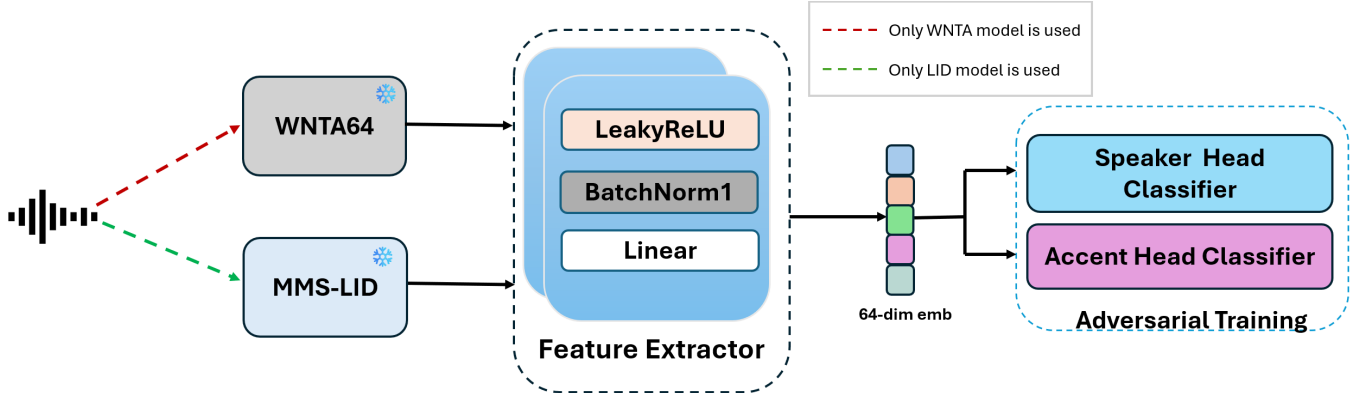 Only WNTA model is used
Only LID model is used
WNTA64
MMS-LID
LeakyReLU
BatchNorm1
Linear
Feature Extractor
64-dim emb
Speaker Head
Classifier
Accent Head Classifier
Adversarial Training